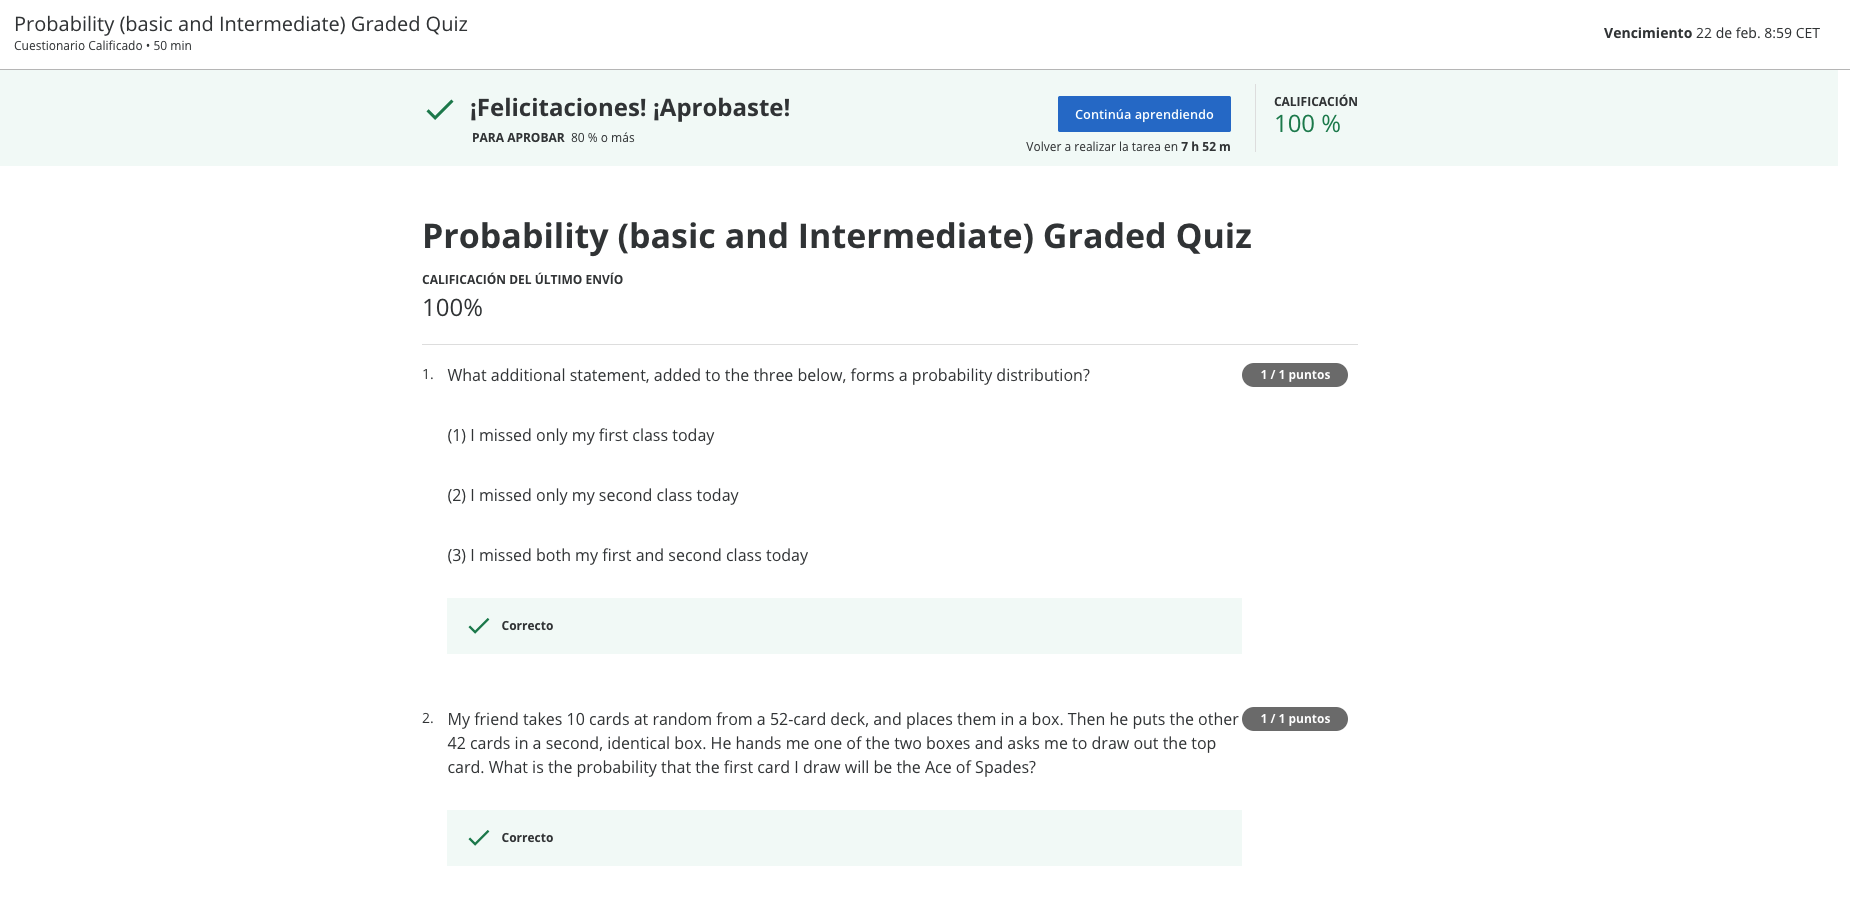 Probability (basic and Intermediate) Graded Quiz
Cuestionario Calificado • 50 min
Vencimiento 22 de feb. 8:59 CET
¡Felicitaciones! ¡Aprobaste!
PARA APROBAR 80 % o más
Continúa aprendiendo
Volver a realizar la tarea en 7 h 52 m
CALIFICACIÓN
100 %
Probability (basic and Intermediate) Graded Quiz
CALIFICACIÓN DEL ÚLTIMO ENVÍO
100%
1. What additional statement, added to the three below, forms a probability distribution?
1 / 1 puntos
(1) I missed only my first class today
(2) I missed only my second class today
(3) I missed both my first and second class today
Correcto
2. My friend takes 10 cards at random from a 52-card deck, and places them in a box. Then he puts the other
1 / 1 puntos
42 cards in a second, identical box. He hands me one of the two boxes and asks me to draw out the top
card. What is the probability that the first card I draw will be the Ace of Spades?
Correcto